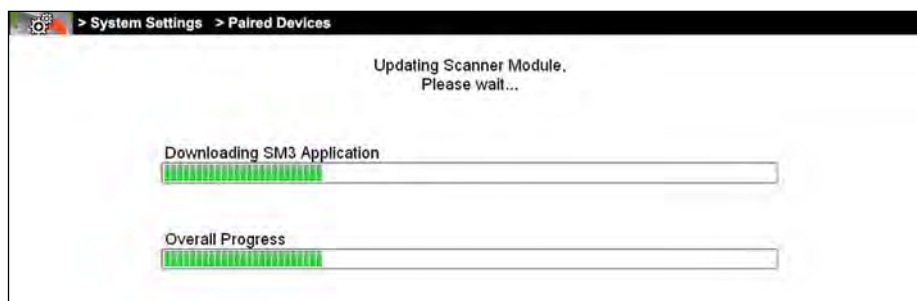 > System Settings > Paired Devices
Updating Scanner Module,
Please wait...
Downloading SM3 Application
Overall Progress